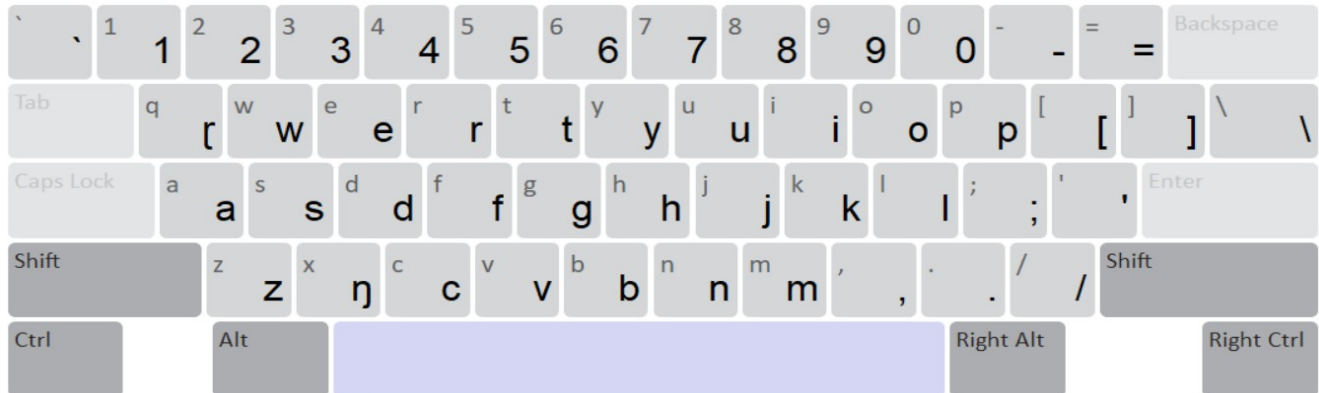 ` ` 1 1 2 2 3 3 4 4 5 5 6 6 7 7 8 8 9 9 0 0 - - = = Backspace
Tab q ɽ w w e e r r t t y y u u i i o o p p [ [ ] ] \ \
Caps Lock a a s s d d f f g g h h j j k k l l ; ; ' ' Enter
Shift z z x ŋ c c v v b b n n m m , , . . / / Shift
Ctrl Alt Right Alt Right Ctrl